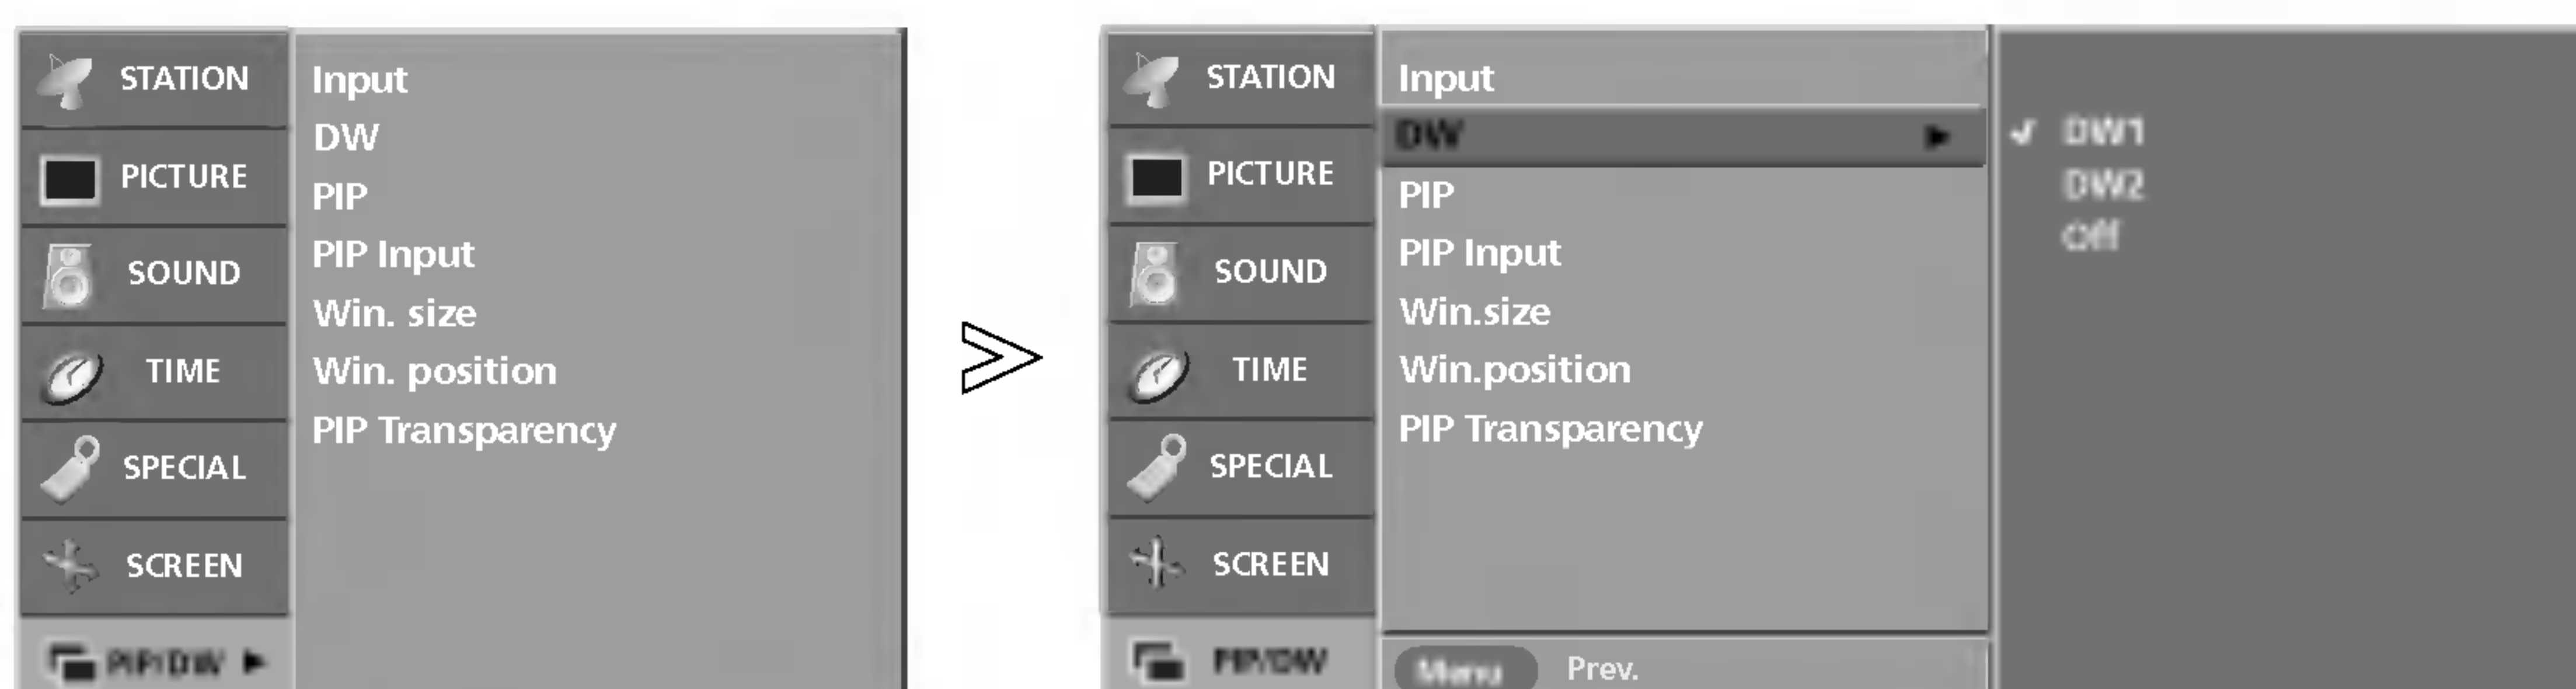 STATION
PICTURE
SOUND
TIME
SPECIAL
SCREEN
PIP/DW
Input
DW
PIP
PIP Input
Win. size
Win. position
PIP Transparency
STATION
PICTURE
SOUND
TIME
SPECIAL
SCREEN
PIP/DW
Input
DW
PIP
PIP Input
Win.size
Win.position
PIP Transparency
Menu Prev.
DW1
DW2
Off